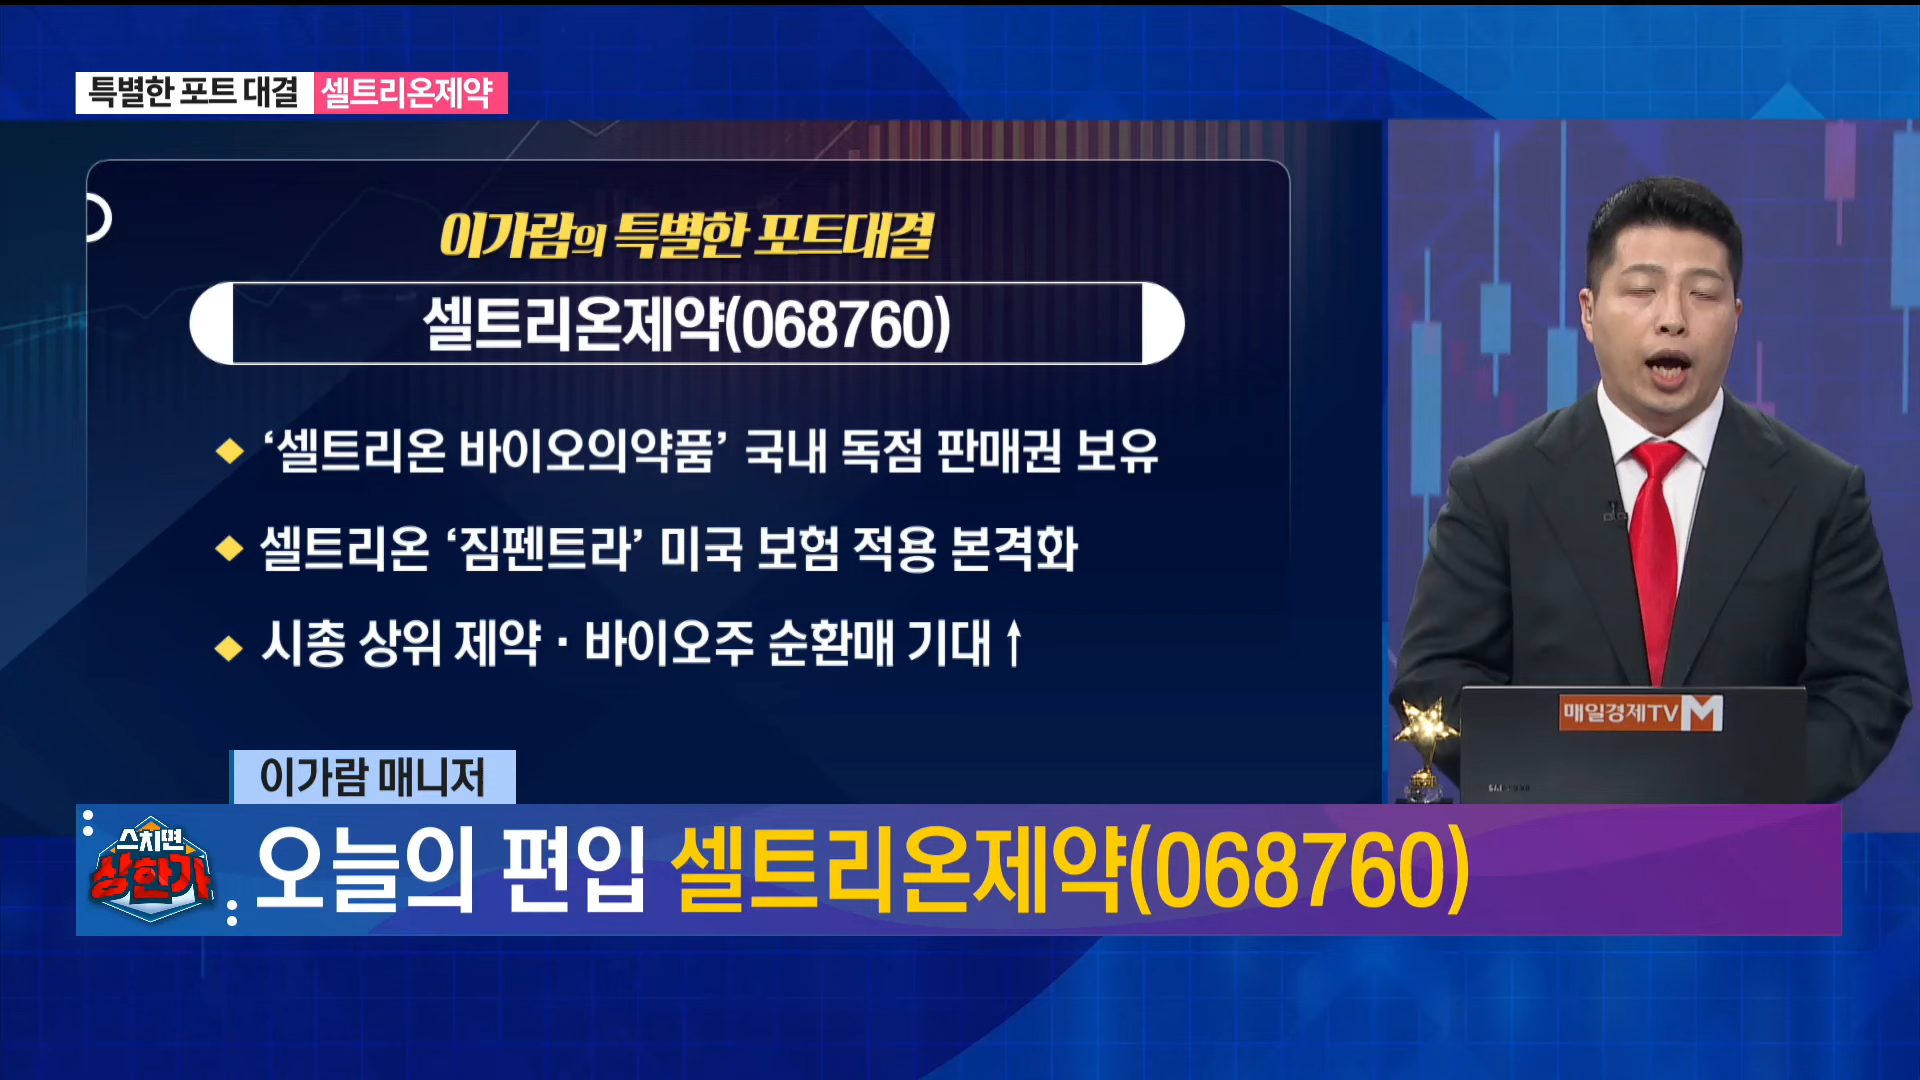 특별한 포트 대결 셀트리온제약
이가람의 특별한 포트대결
셀트리온제약(068760)
‘셀트리온 바이오의약품’ 국내 독점 판매권 보유
셀트리온 ‘짐펜트라’ 미국 보험 적용 본격화
시총 상위 제약·바이오주 순환매 기대↑
매일경제TV M
이가람 매니저
스치면
상한가
오늘의 편입 셀트리온제약(068760)